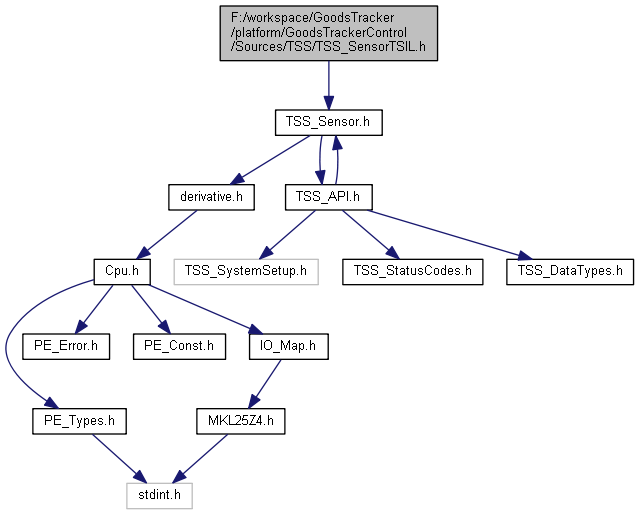 F:/workspace/GoodsTracker
/platform/GoodsTrackerControl
/Sources/TSS/TSS_SensorTSIL.h
TSS_Sensor.h
derivative.h
TSS_API.h
Cpu.h
TSS_SystemSetup.h
TSS_StatusCodes.h
TSS_DataTypes.h
PE_Error.h
PE_Const.h
IO_Map.h
PE_Types.h
MKL25Z4.h
stdint.h